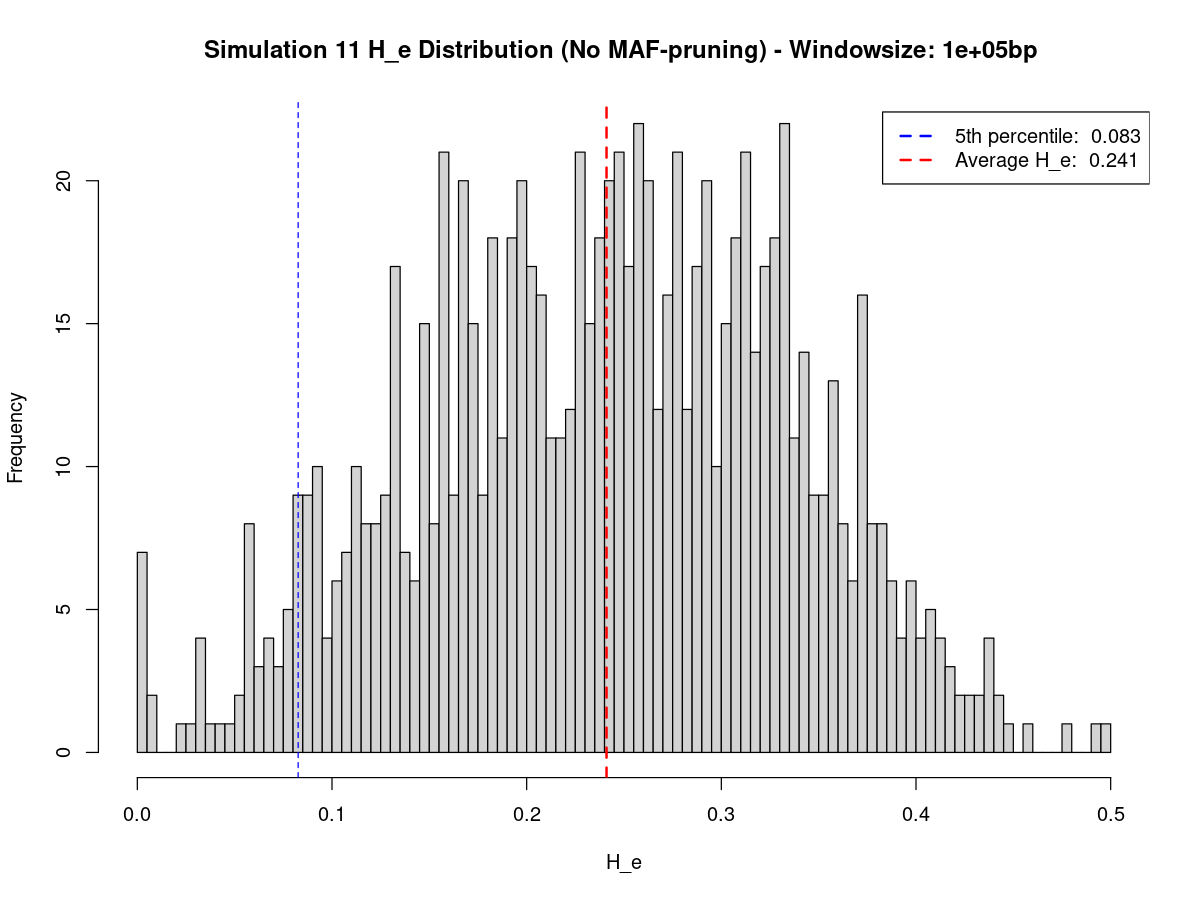 Simulation 11 H_e Distribution (No MAF-pruning) - Windowsize: 1e+05bp
5th percentile:  0.083
Average H_e:  0.241
Frequency
20
15
10
5
0
0.0 0.1 0.2 0.3 0.4 0.5
H_e